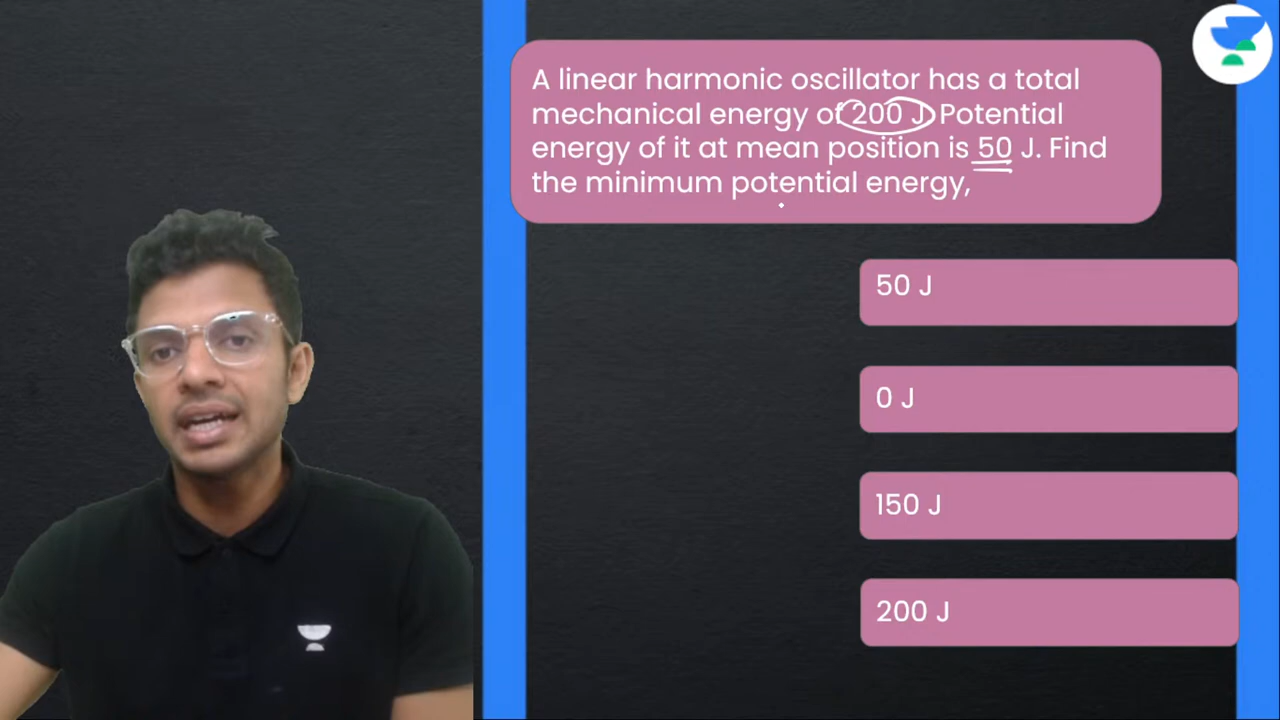 A linear harmonic oscillator has a total
mechanical energy of 200 J. Potential
energy of it at mean position is 50 J. Find
the minimum potential energy,
50 J
0 J
150 J
200 J